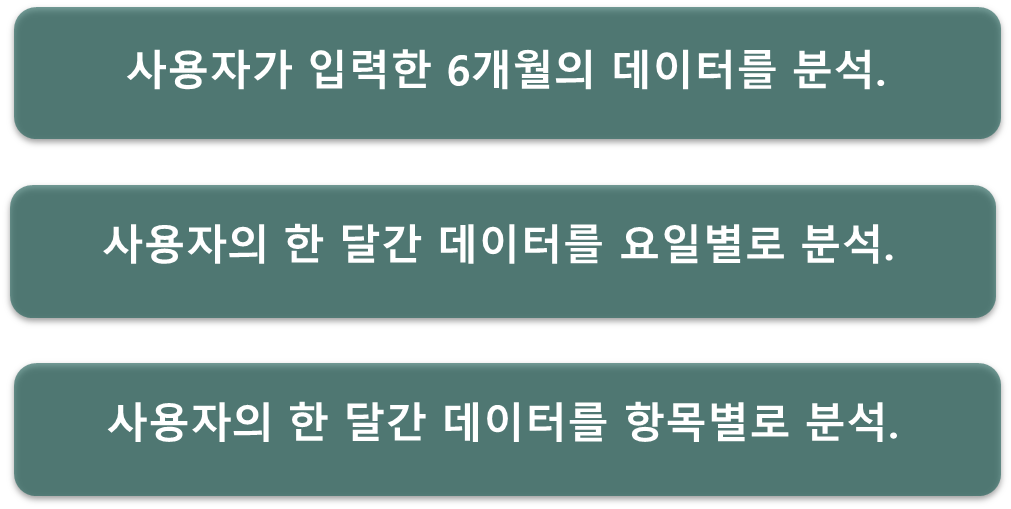 사용자가 입력한 6개월의 데이터를 분석.
사용자의 한 달간 데이터를 요일별로 분석.
사용자의 한 달간 데이터를 항목별로 분석.